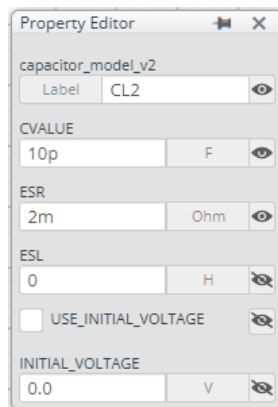 Property Editor
capacitor_model_v2
Label CL2
CVALUE
10p F
ESR
2m Ohm
ESL
0 H
USE_INITIAL_VOLTAGE
INITIAL_VOLTAGE
0.0 V